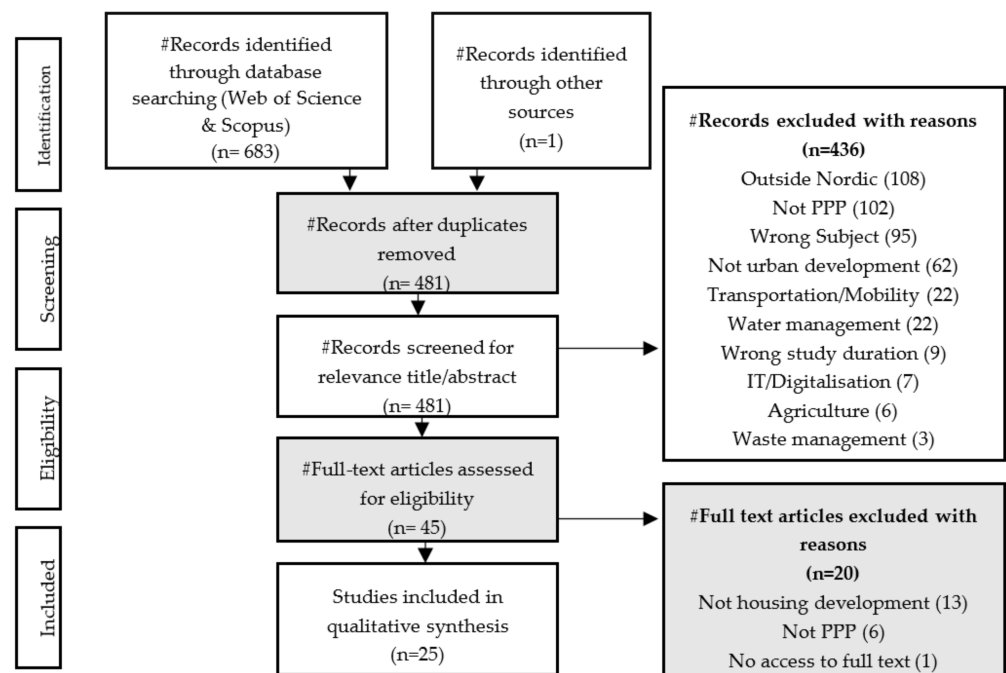 Identification
#Records identified
through database
searching (Web of Science
& Scopus)
(n= 683)
#Records identified
through other
sources
(n=1)
Screening
#Records after duplicates
removed
(n= 481)
#Records screened for
relevance title/abstract
(n= 481)
#Records excluded with reasons
(n=436)
Outside Nordic (108)
Not PPP (102)
Wrong Subject (95)
Not urban development (62)
Transportation/Mobility (22)
Water management (22)
Wrong study duration (9)
IT/Digitalisation (7)
Agriculture (6)
Waste management (3)
Eligibility
#Full-text articles assessed
for eligibility
(n= 45)
#Full text articles excluded with
reasons
(n=20)
Not housing development (13)
Not PPP (6)
No access to full text (1)
Included
Studies included in
qualitative synthesis
(n=25)